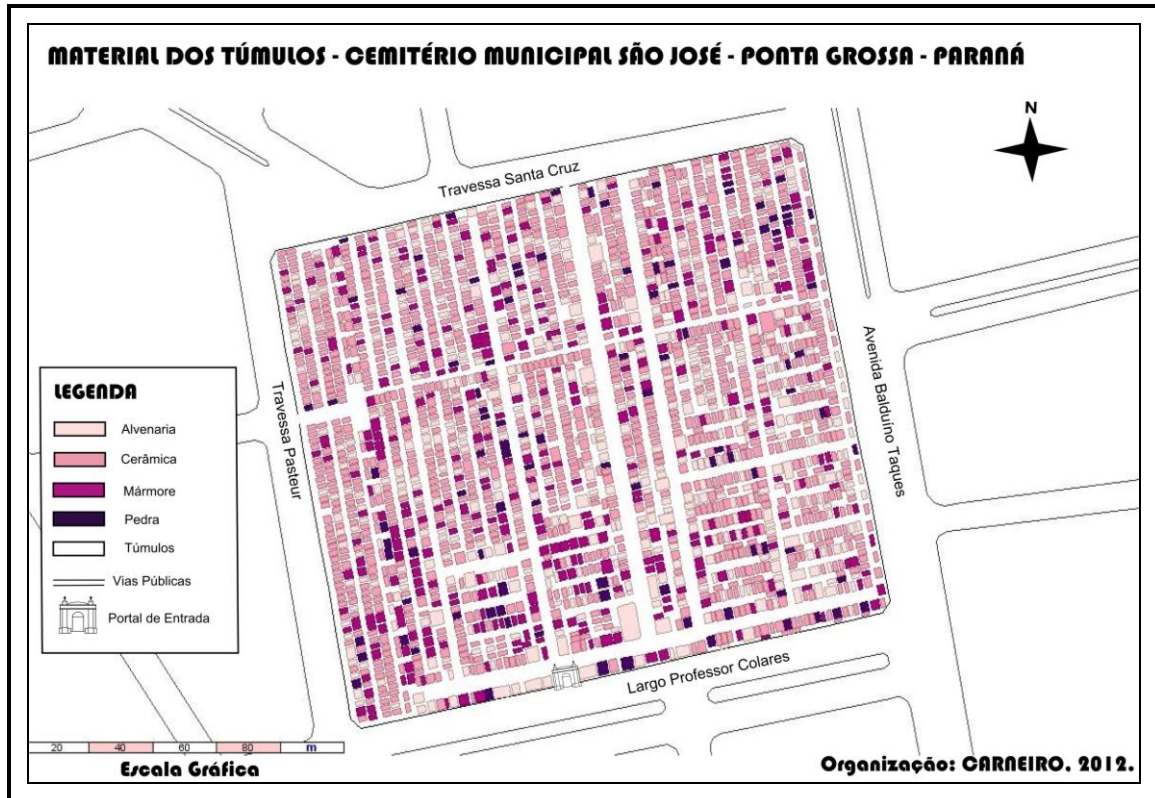 MATERIAL DOS TÚMULOS - CEMITÉRIO MUNICIPAL SÃO JOSÉ - PONTA GROSSA - PARANÁ
N
Travessa Santa Cruz
Avenida Balduino Taques
Travessa Pasteur
LEGENDA
Alvenaria
Cerâmica
Mármore
Pedra
Túmulos
Vias Públicas
Portal de Entrada
Largo Professor Colares
20 40 60 80 m
Escala Gráfica
Organização: CARNEIRO. 2012.